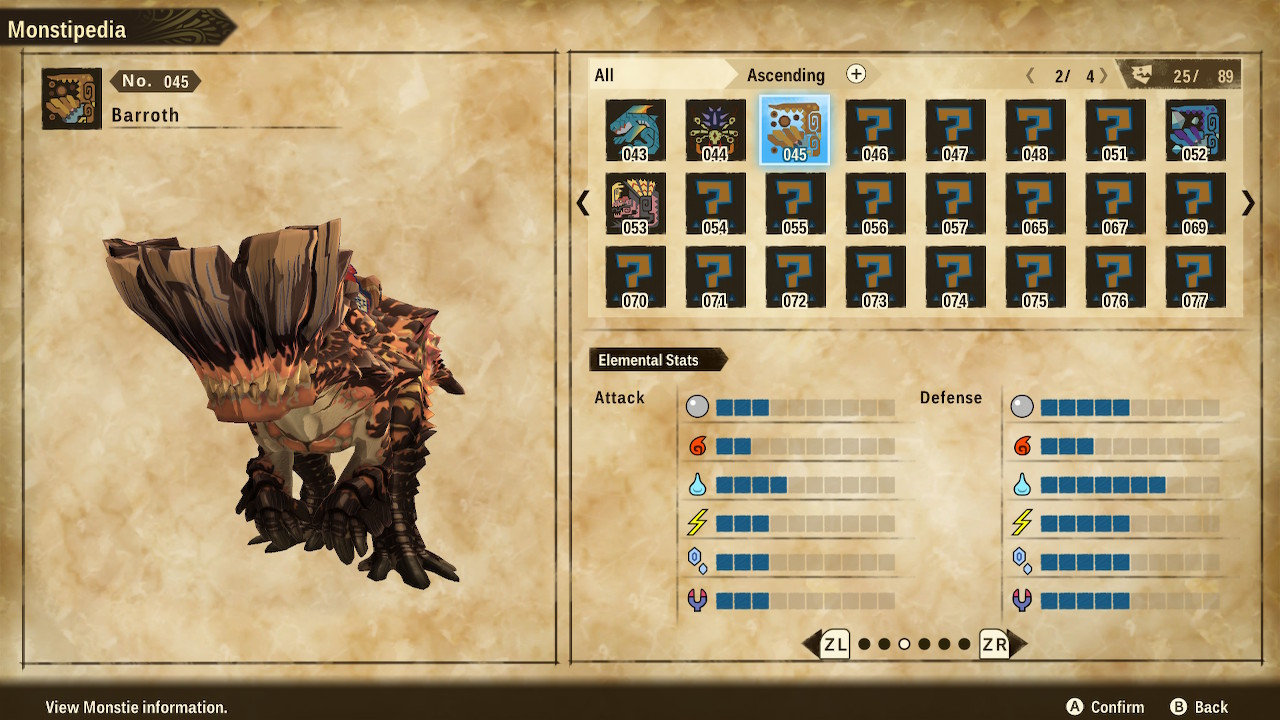 Monstipedia
No. 045
Barroth
All
Ascending
2/ 4
25/ 89
043 044 045 046 047 048 051 052
053 054 055 056 057 065 067 069
070 071 072 073 074 075 076 077
Elemental Stats
Attack
Defense
ZL ZR
View Monstie information.
A Confirm B Back